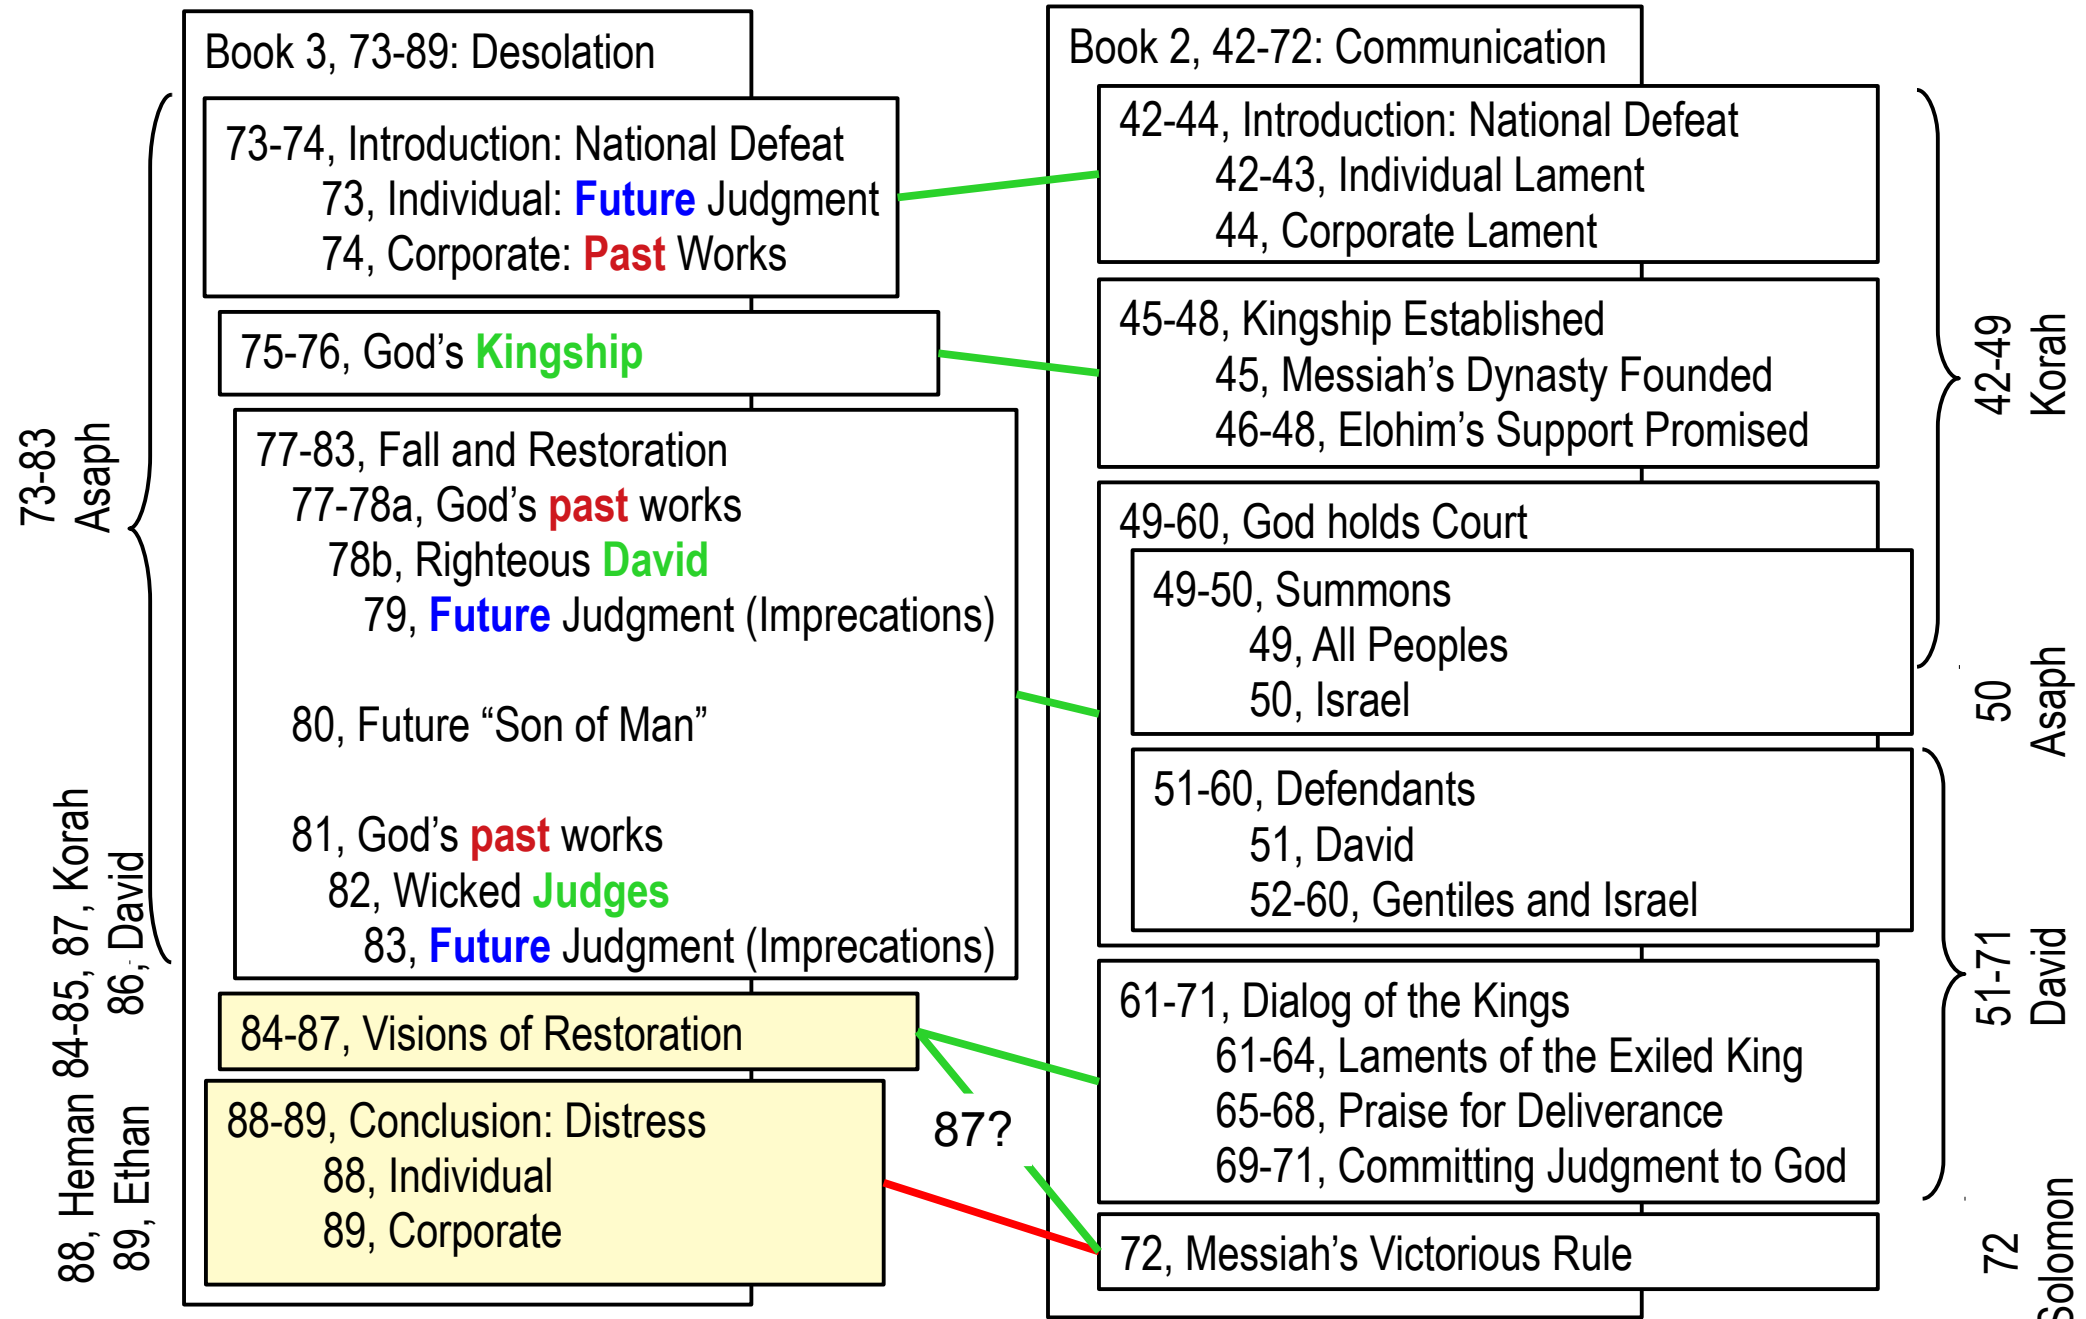 Book 3, 73-89: Desolation
73-74, Introduction: National Defeat
73, Individual: Future Judgment
74, Corporate: Past Works
75-76, God’s Kingship
77-83, Fall and Restoration
77-78a, God’s past works
78b, Righteous David
79, Future Judgment (Imprecations)
80, Future “Son of Man”
81, God’s past works
82, Wicked Judges
83, Future Judgment (Imprecations)
84-87, Visions of Restoration
88-89, Conclusion: Distress
88, Individual
89, Corporate
73-83
Asaph
84-85, 87, Korah
86, David
88, Heman
89, Ethan
87?
Book 2, 42-72: Communication
42-44, Introduction: National Defeat
42-43, Individual Lament
44, Corporate Lament
45-48, Kingship Established
45, Messiah’s Dynasty Founded
46-48, Elohim’s Support Promised
49-60, God holds Court
49-50, Summons
49, All Peoples
50, Israel
51-60, Defendants
51, David
52-60, Gentiles and Israel
61-71, Dialog of the Kings
61-64, Laments of the Exiled King
65-68, Praise for Deliverance
69-71, Committing Judgment to God
72, Messiah’s Victorious Rule
42-49
Korah
50
Asaph
51-71
David
72
Solomon